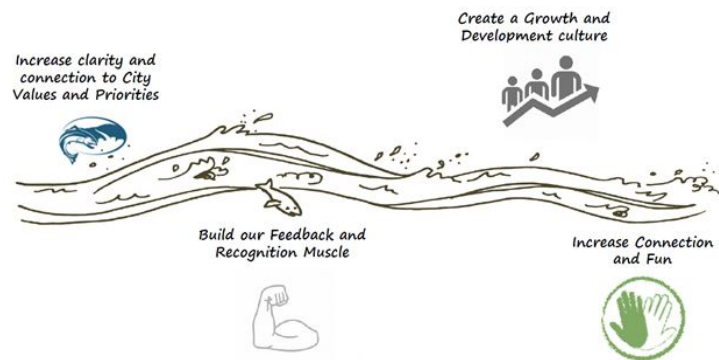 Increase clarity and
connection to City
Values and Priorities
Create a Growth and
Development culture
Build our Feedback and
Recognition Muscle
Increase Connection
and Fun